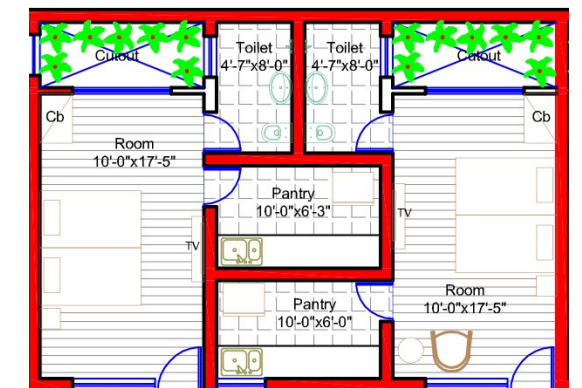 Cutout
Toilet
4'-7"x8'-0"
Toilet
4'-7"x8'-0"
Cutout
Cb
Cb
Room
10'-0"x17'-5"
Pantry
10'-0"x6'-3"
TV
TV
Room
10'-0"x17'-5"
Pantry
10'-0"x6'-0"